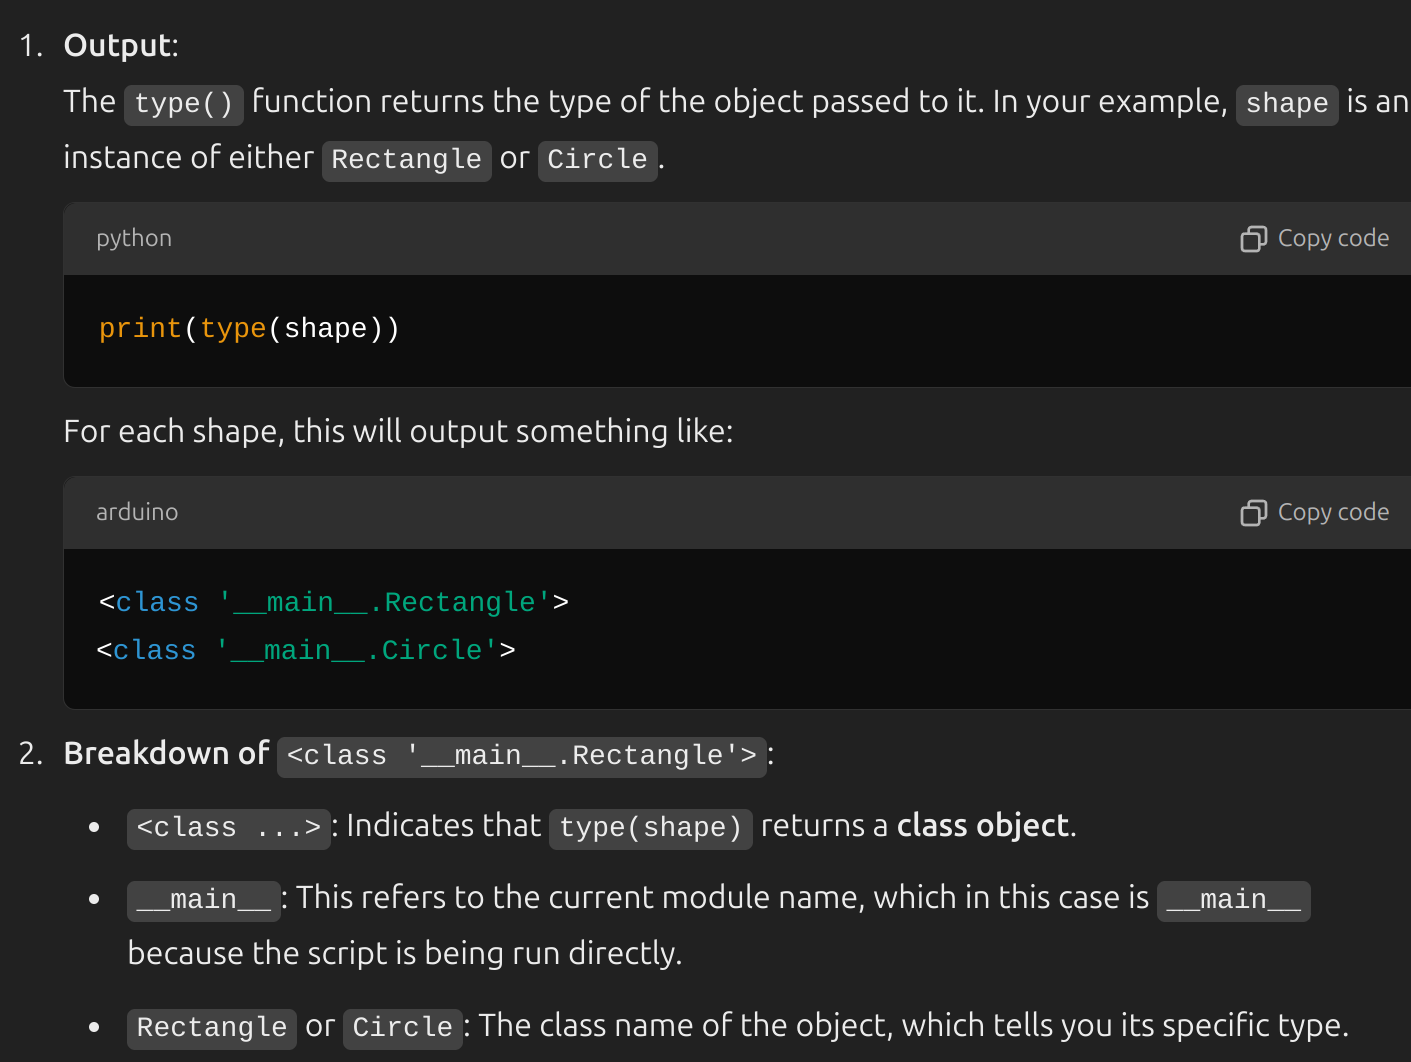 1. Output:
The type() function returns the type of the object passed to it. In your example, shape is an
instance of either Rectangle or Circle.
python Copy code
print(type(shape))
For each shape, this will output something like:
arduino Copy code
<class '__main__.Rectangle'>
<class '__main__.Circle'>
2. Breakdown of <class '__main__.Rectangle'>:
• <class ...>: Indicates that type(shape) returns a class object.
• __main__: This refers to the current module name, which in this case is __main__
because the script is being run directly.
• Rectangle or Circle: The class name of the object, which tells you its specific type.